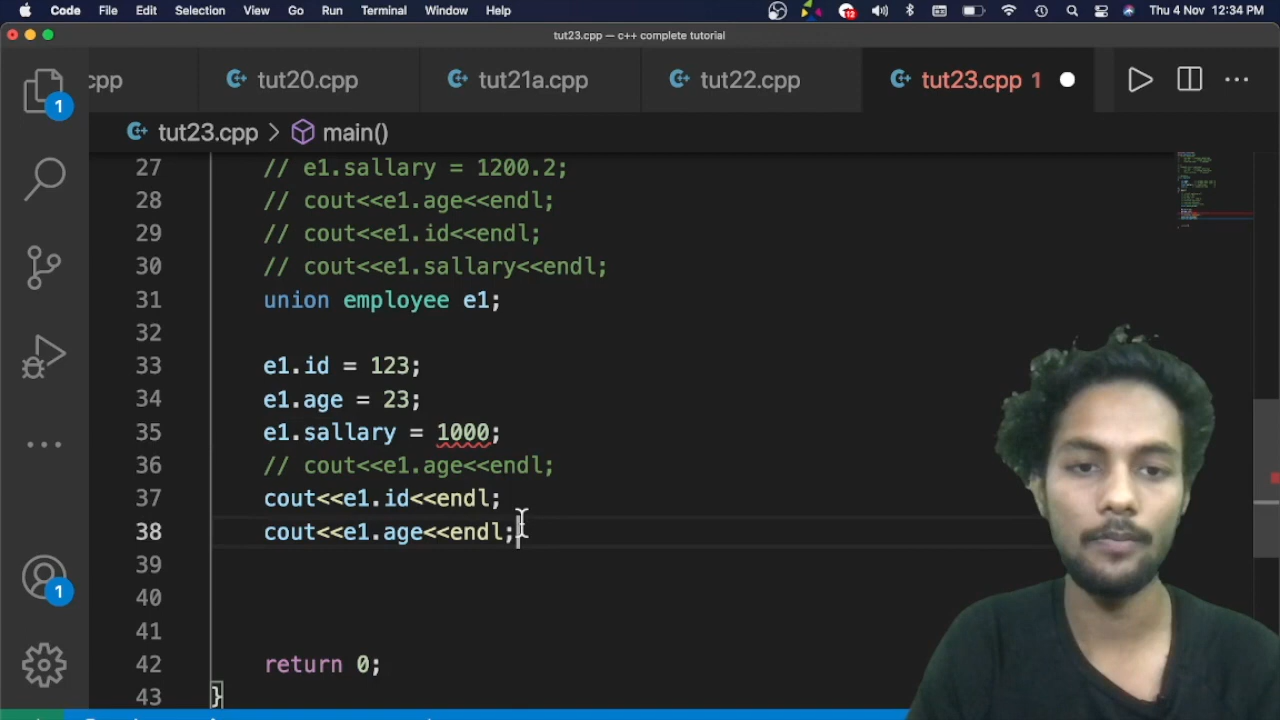 Code File Edit Selection View Go Run Terminal Window Help 12 Thu 4 Nov 12:34 PM
tut23.cpp — c++ complete tutorial
cpp tut20.cpp tut21a.cpp tut22.cpp tut23.cpp 1
1
tut23.cpp > main()
27 // e1.sallary = 1200.2;
28 // cout<<e1.age<<endl;
29 // cout<<e1.id<<endl;
30 // cout<<e1.sallary<<endl;
31 union employee e1;
32
33 e1.id = 123;
34 e1.age = 23;
35 e1.sallary = 1000;
36 // cout<<e1.age<<endl;
37 cout<<e1.id<<endl;
38 cout<<e1.age<<endl;
39
40
1
41
42 return 0;
43 }